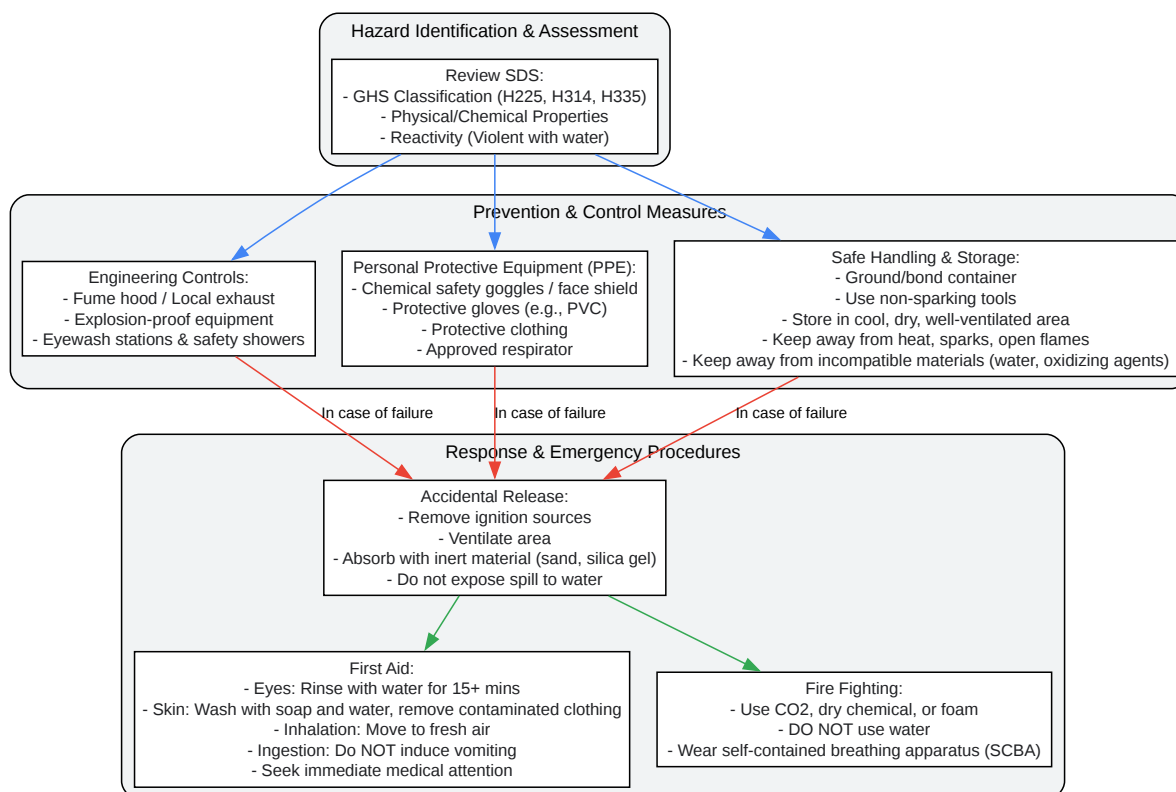 Hazard Identification & Assessment
Review SDS:
- GHS Classification (H225, H314, H335)
- Physical/Chemical Properties
- Reactivity (Violent with water)
Prevention & Control Measures
Engineering Controls:
- Fume hood / Local exhaust
- Explosion-proof equipment
- Eyewash stations & safety showers
Personal Protective Equipment (PPE):
- Chemical safety goggles / face shield
- Protective gloves (e.g., PVC)
- Protective clothing
- Approved respirator
Safe Handling & Storage:
- Ground/bond container
- Use non-sparking tools
- Store in cool, dry, well-ventilated area
- Keep away from heat, sparks, open flames
- Keep away from incompatible materials (water, oxidizing agents)
In case of failure
In case of failure
In case of failure
Response & Emergency Procedures
Accidental Release:
- Remove ignition sources
- Ventilate area
- Absorb with inert material (sand, silica gel)
- Do not expose spill to water
First Aid:
- Eyes: Rinse with water for 15+ mins
- Skin: Wash with soap and water, remove contaminated clothing
- Inhalation: Move to fresh air
- Ingestion: Do NOT induce vomiting
- Seek immediate medical attention
Fire Fighting:
- Use CO2, dry chemical, or foam
- DO NOT use water
- Wear self-contained breathing apparatus (SCBA)